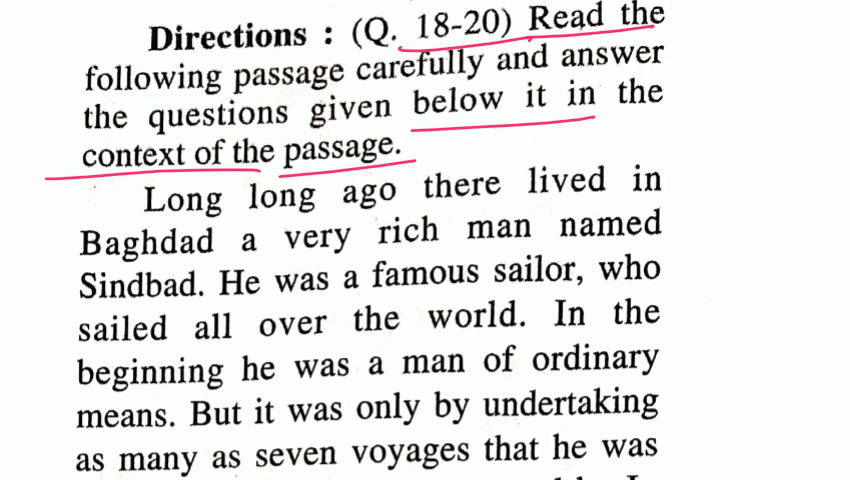 Directions : (Q. 18-20) Read the
following passage carefully and answer
the questions given below it in the
context of the passage.
Long long ago there lived in
Baghdad a very rich man named
Sindbad. He was a famous sailor, who
sailed all over the world. In the
beginning he was a man of ordinary
means. But it was only by undertaking
as many as seven voyages that he was